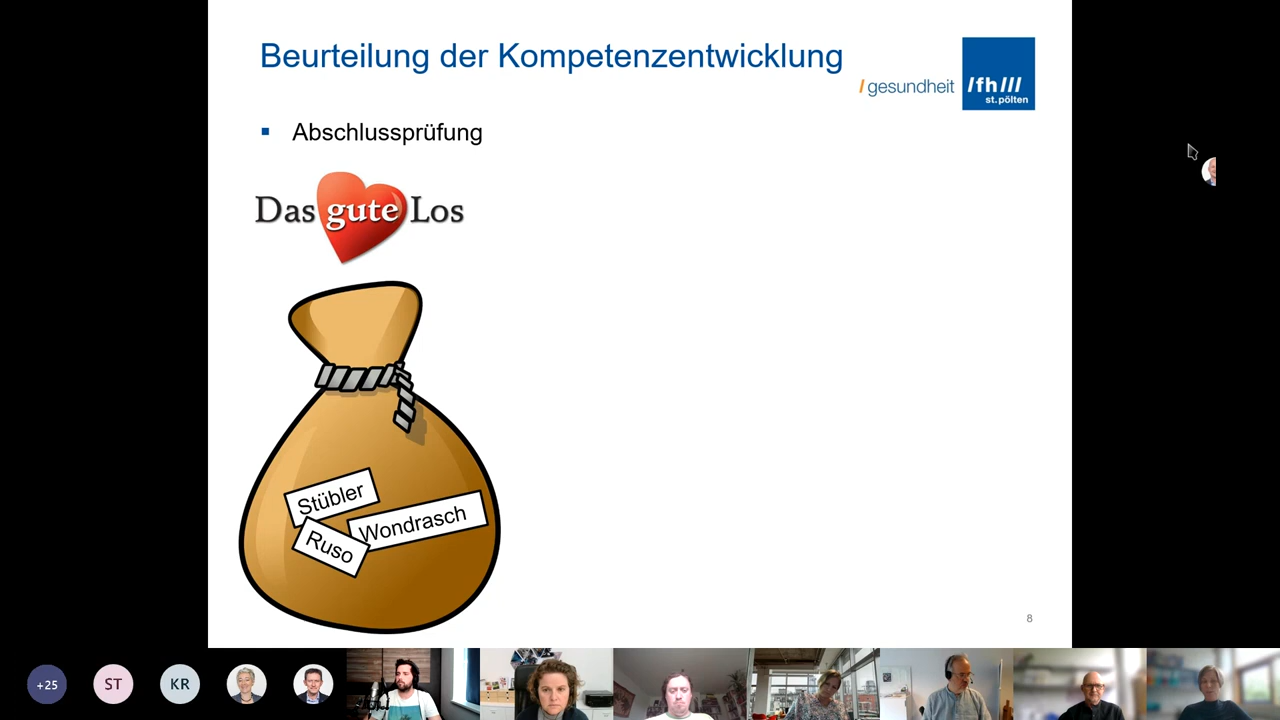 Beurteilung der Kompetenzentwicklung
/ gesundheit
/fh///
st.pölten
Abschlussprüfung
Das gute Los
Stübler
Wondrasch
Ruso
8
+25
ST
KR